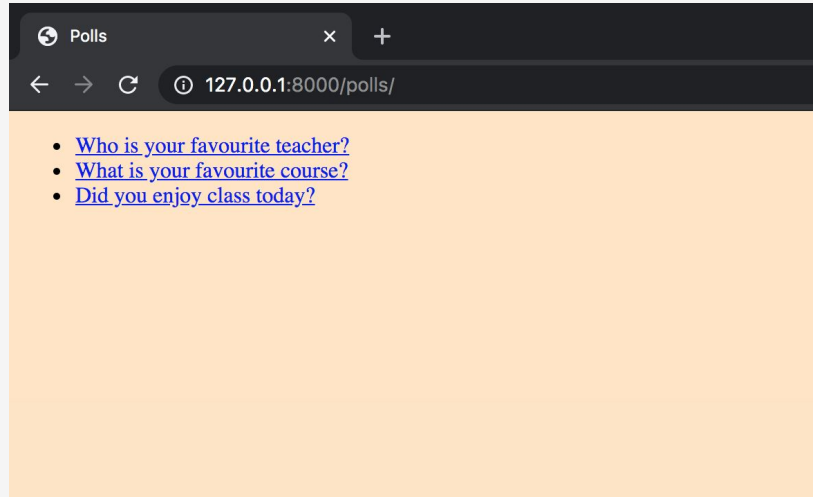 Polls
127.0.0.1:8000/polls/
Who is your favourite teacher?
What is your favourite course?
Did you enjoy class today?